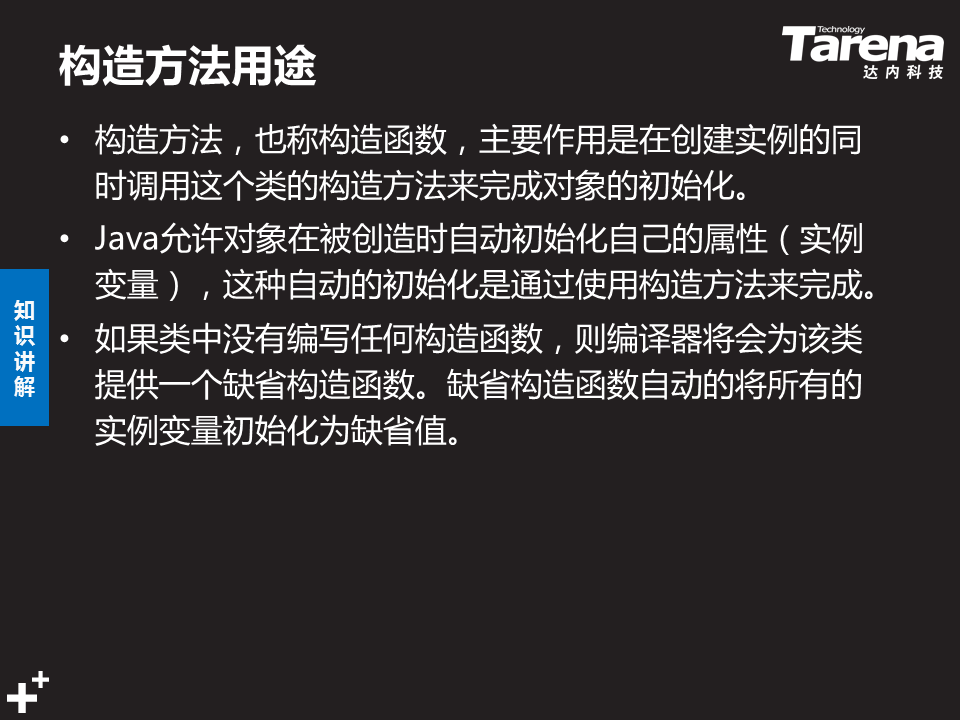 构造方法用途
Technology
Tarena
达内科技
• 构造方法，也称构造函数，主要作用是在创建实例的同
时调用这个类的构造方法来完成对象的初始化。
• Java允许对象在被创造时自动初始化自己的属性（实例
变量），这种自动的初始化是通过使用构造方法来完成。
• 如果类中没有编写任何构造函数，则编译器将会为该类
提供一个缺省构造函数。缺省构造函数自动的将所有的
实例变量初始化为缺省值。
知
识
讲
解